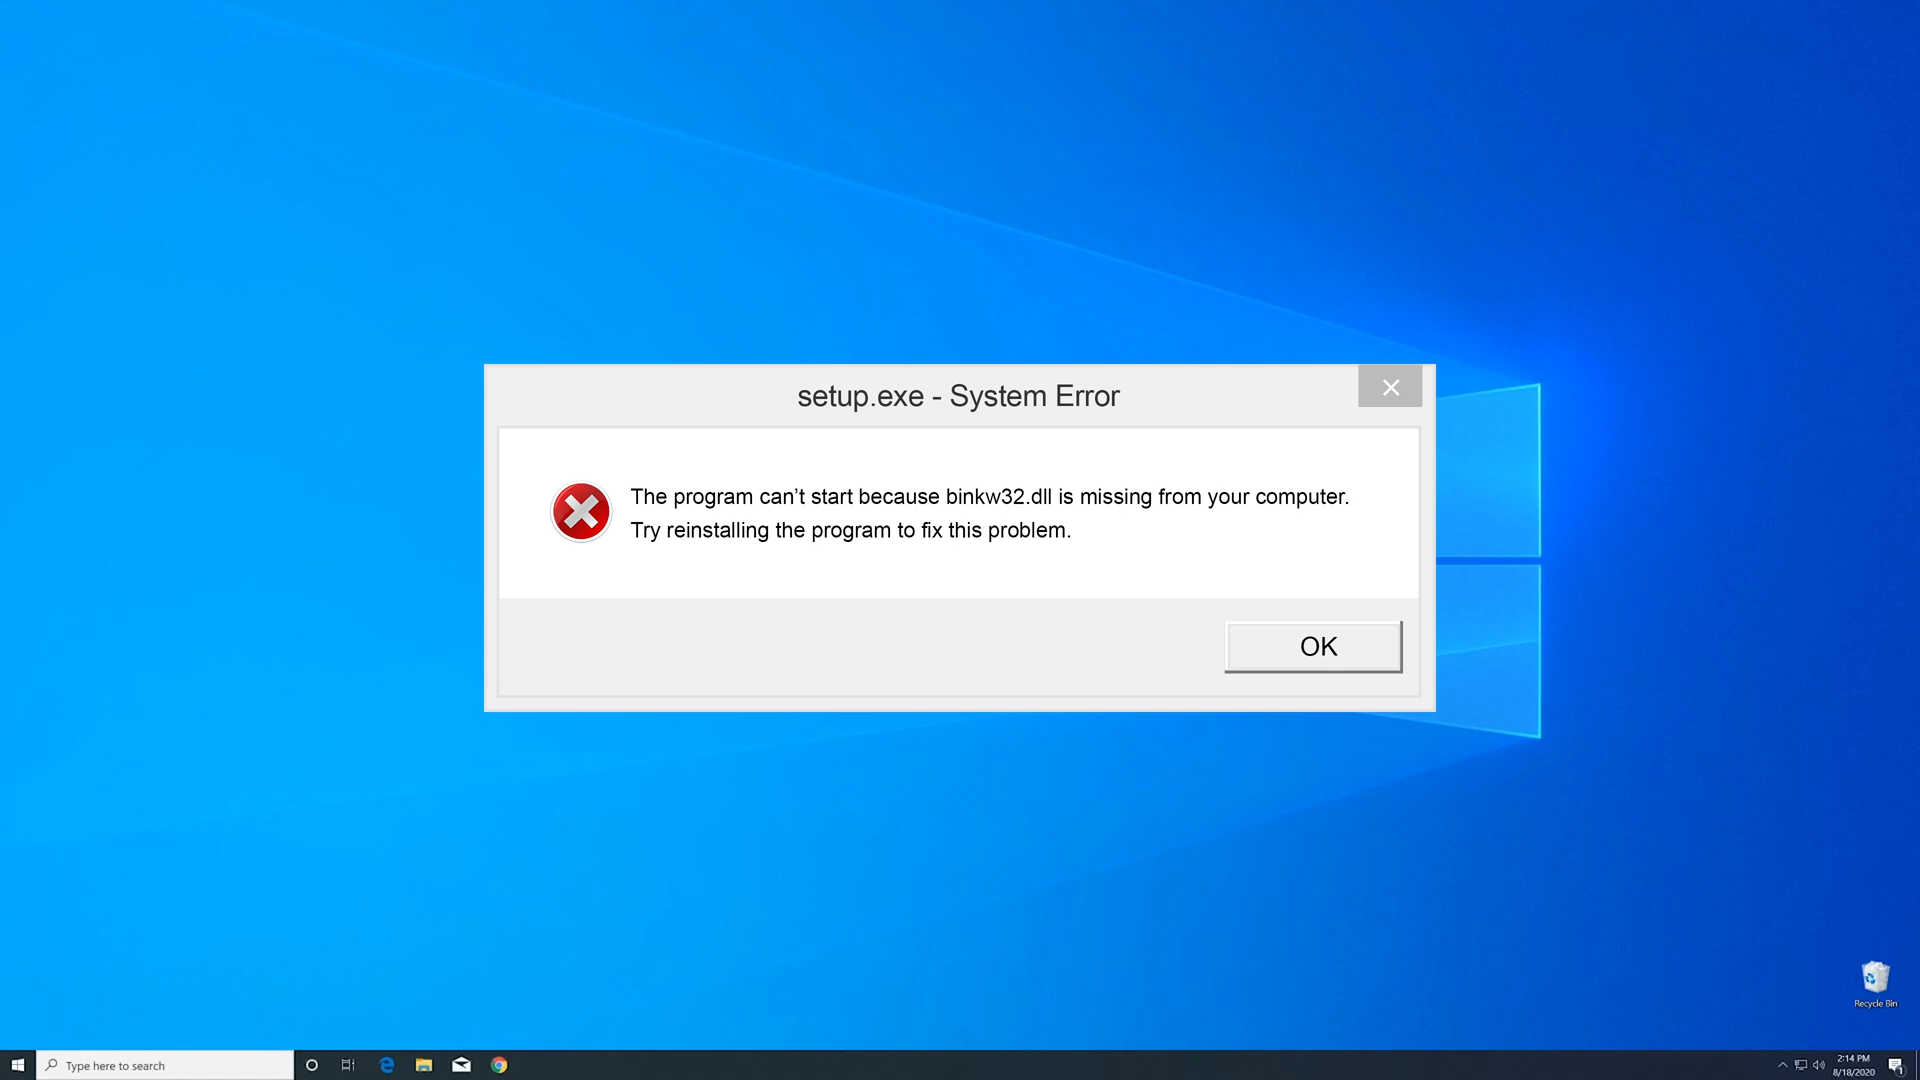 setup.exe - System Error
The program can’t start because binkw32.dll is missing from your computer.
Try reinstalling the program to fix this problem.
OK
Recycle Bin
Type here to search
2:14 PM
8/18/2020
1